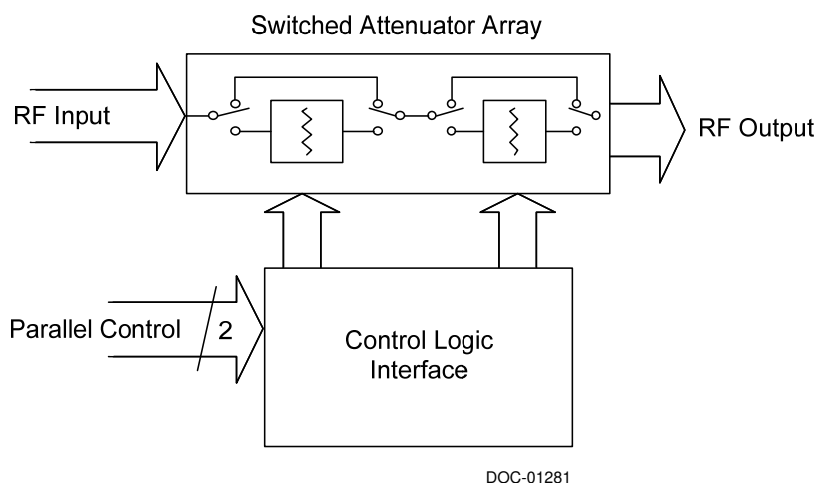 Switched Attenuator Array
RF Input
RF Output
Parallel Control
2
Control Logic
Interface
DOC-01281